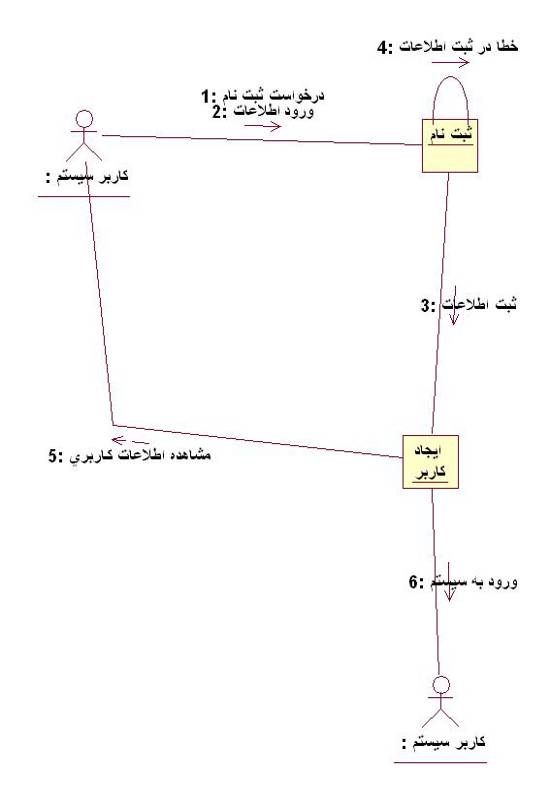 4: خطا در ثبت اطلاعات
1: درخواست ثبت نام
2: ورود اطلاعات
ثبت نام
: کاربر سیستم
3: ثبت اطلاعات
ایجاد
کاربر
5: مشاهده اطلاعات کاربري
6: ورود به سیستم
: کاربر سیستم